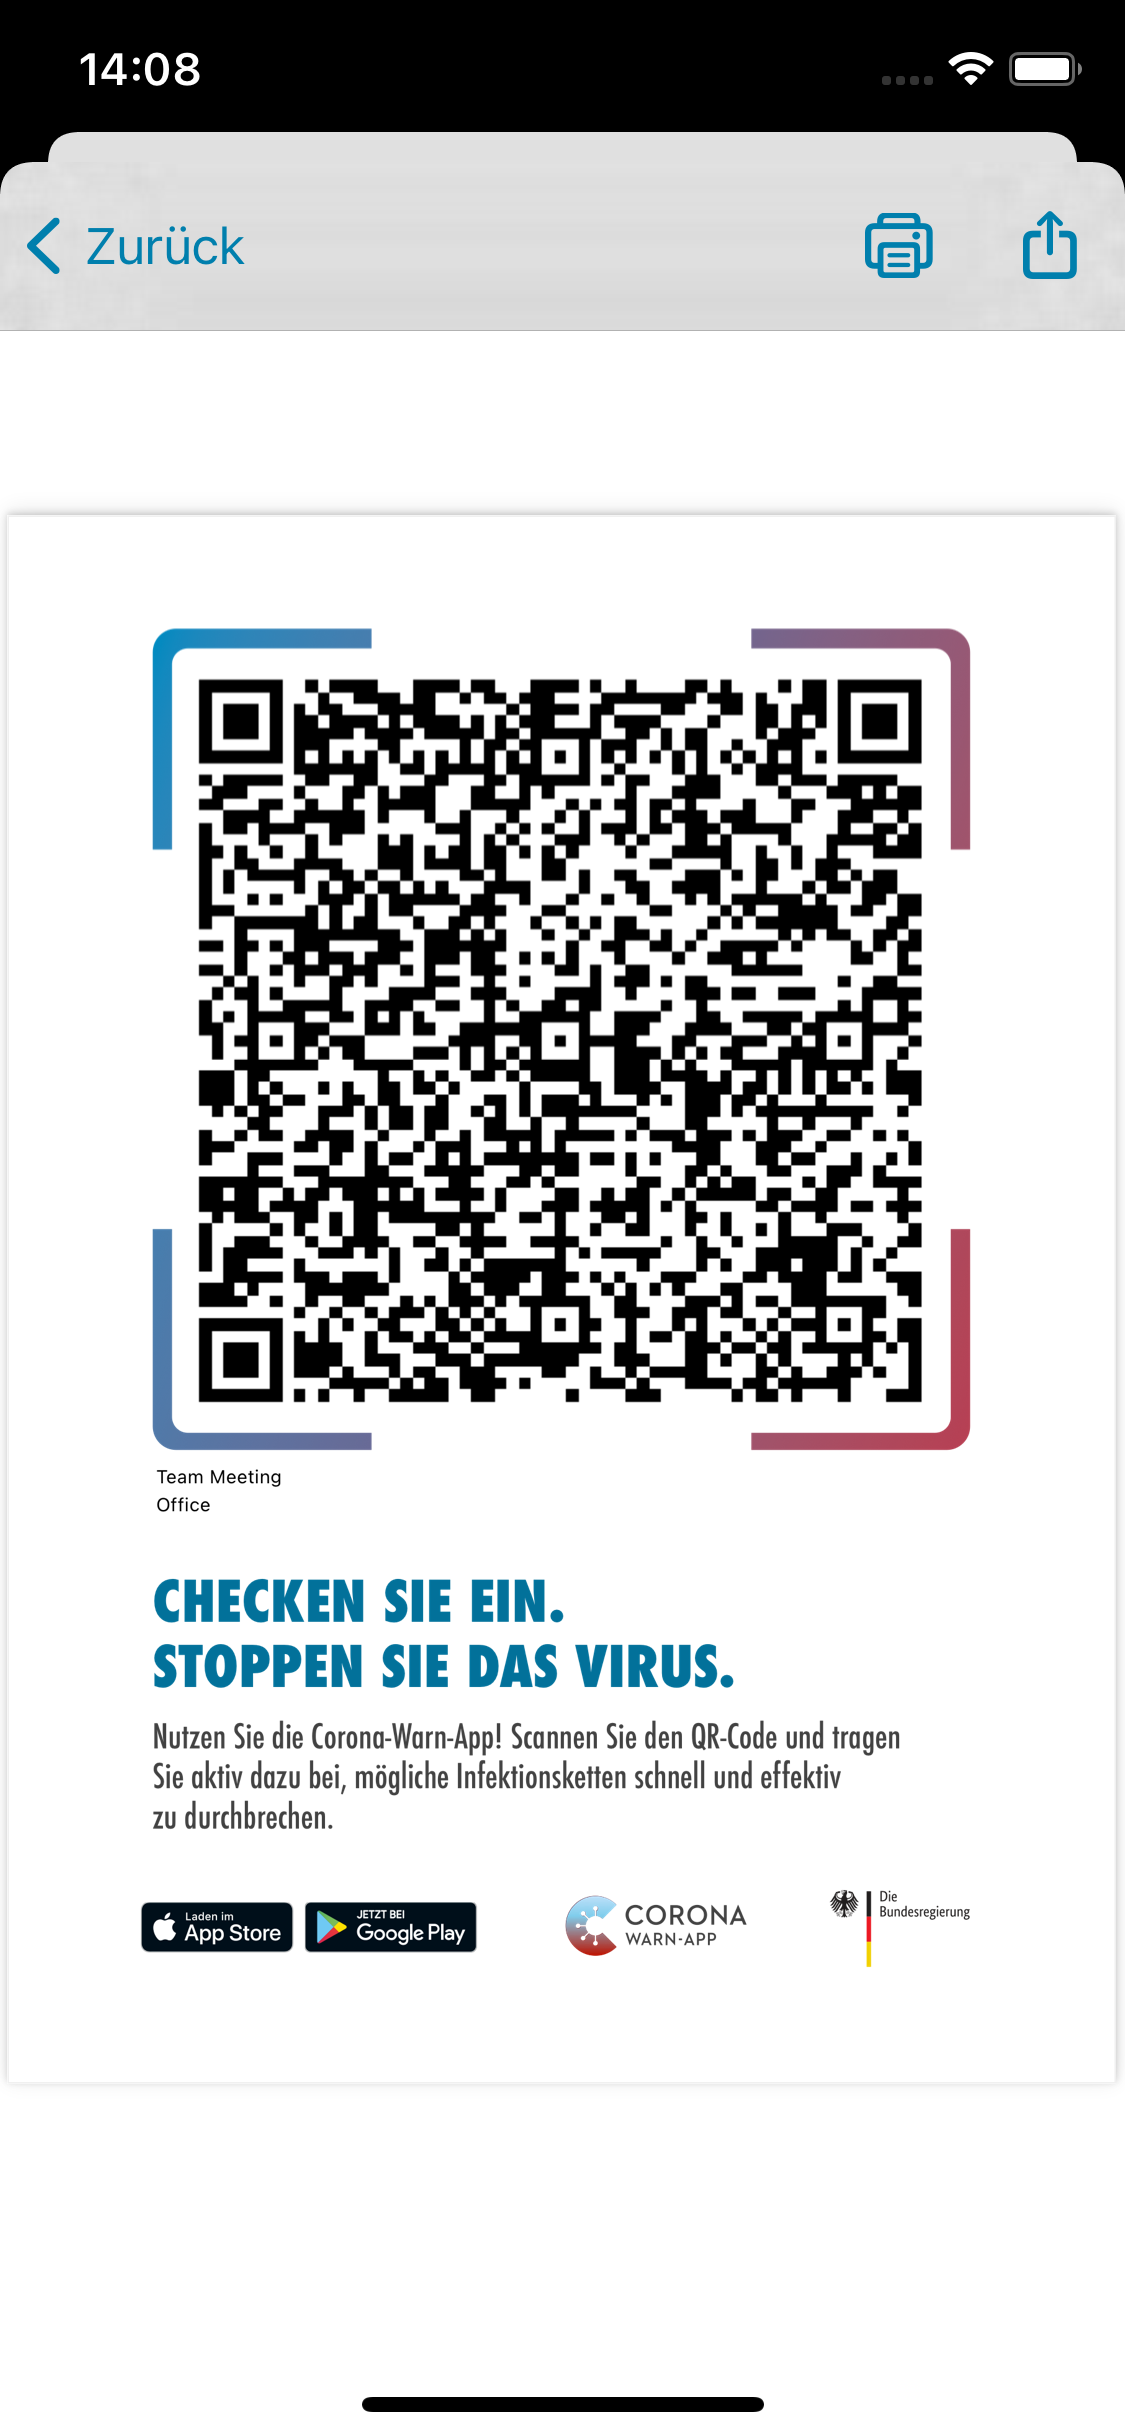 14:08
Zurück
Team Meeting
Office
CHECKEN SIE EIN.
STOPPEN SIE DAS VIRUS.
Nutzen Sie die Corona-Warn-App! Scannen Sie den QR-Code und tragen
Sie aktiv dazu bei, mögliche Infektionsketten schnell und effektiv
zu durchbrechen.
Laden im
App Store
JETZT BEI
Google Play
CORONA
WARN-APP
Die
Bundesregierung